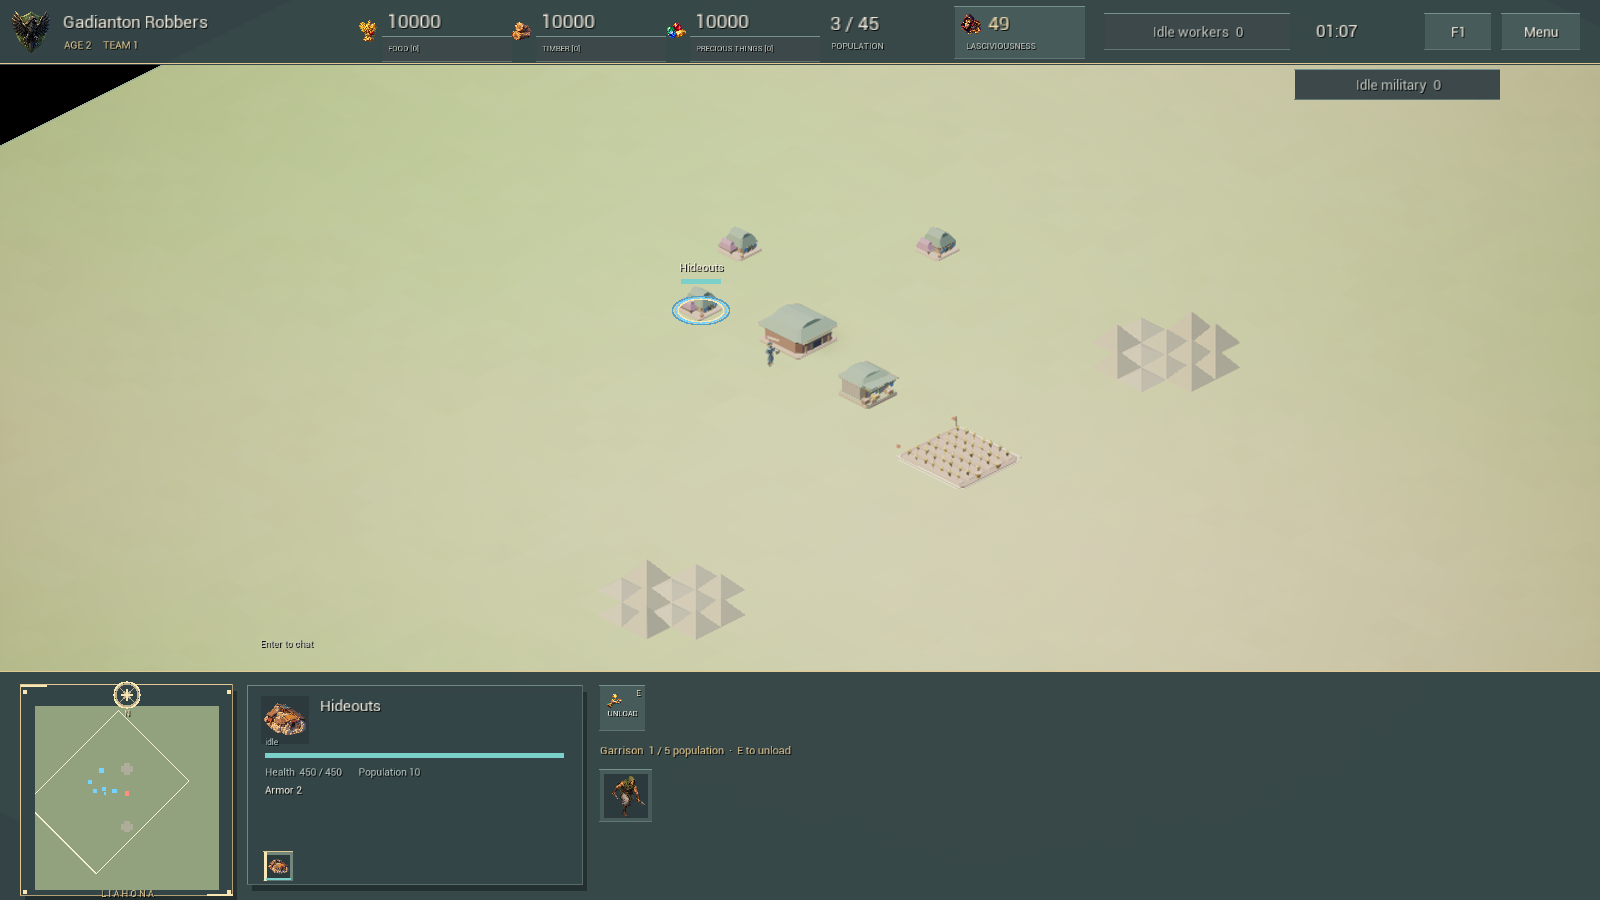 Gadianton Robbers
AGE 2 TEAM 1
10000
FOOD [0]
10000
TIMBER [0]
10000
PRECIOUS THINGS [0]
3 / 45
POPULATION
49
LASCIVIOUSNESS
Idle workers 0
01:07
F1
Menu
Idle military 0
Hideouts
Enter to chat
N
LIAHONA
Hideouts
idle
Health 450 / 450 Population 10
Armor 2
E
UNLOAD
Garrison 1 / 5 population · E to unload